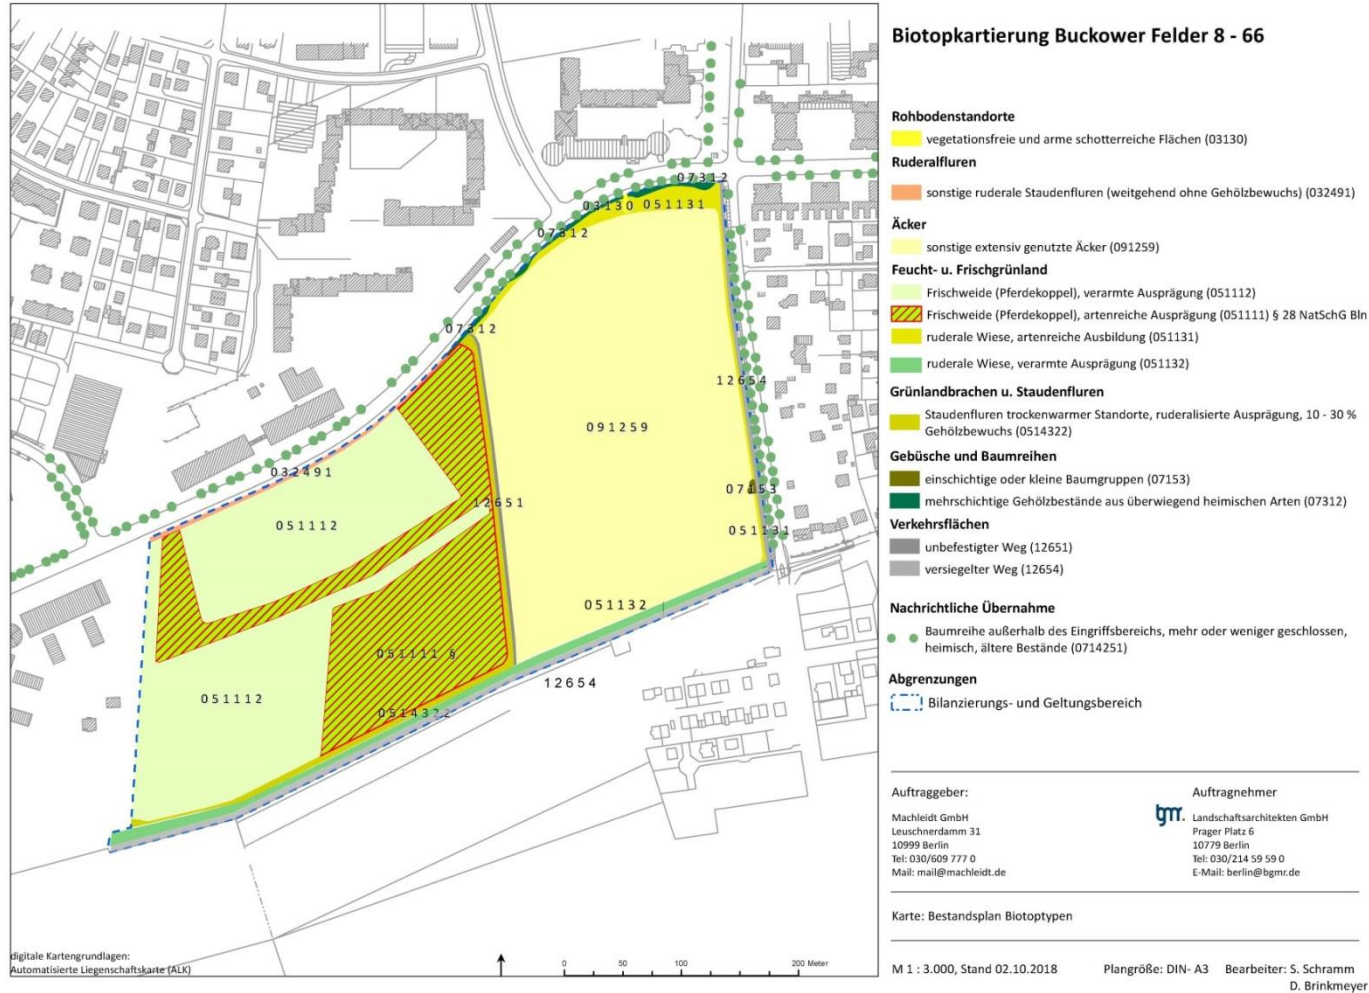 Biotopkartierung Buckower Felder 8 - 66
Rohbodenstandorte
vegetationsfreie und arme schotterreiche Flächen (03130)
Ruderalfluren
sonstige ruderale Staudenfluren (weitgehend ohne Gehölzbewuchs) (032491)
Äcker
sonstige extensiv genutzte Äcker (091259)
Feucht- u. Frischgrünland
Frischweide (Pferdekoppel), verarmte Ausprägung (051112)
Frischweide (Pferdekoppel), artenreiche Ausprägung (051111) § 28 NatSchG Bln
ruderale Wiese, artenreiche Ausbildung (051131)
ruderale Wiese, verarmte Ausprägung (051132)
Grünlandbrachen u. Staudenfluren
Staudenfluren trockenwarmer Standorte, ruderalisierte Ausprägung, 10 - 30 %
Gehölzbewuchs (0514322)
Gebüsche und Baumreihen
einschichtige oder kleine Baumgruppen (07153)
mehrschichtige Gehölzbestände aus überwiegend heimischen Arten (07312)
Verkehrsflächen
unbefestigter Weg (12651)
versiegelter Weg (12654)
Nachrichtliche Übernahme
Baumreihe außerhalb des Eingriffsbereichs, mehr oder weniger geschlossen,
heimisch, ältere Bestände (0714251)
Abgrenzungen
Bilanzierungs- und Geltungsbereich
Auftraggeber:
Machleidt GmbH
Leuschnerdamm 31
10999 Berlin
Tel: 030/609 777 0
Mail: mail@machleidt.de
Auftragnehmer
bgmr.
Landschaftsarchitekten GmbH
Prager Platz 6
10779 Berlin
Tel: 030/214 59 59 0
E-Mail: berlin@bgmr.de
Karte: Bestandsplan Biotoptypen
M 1 : 3.000, Stand 02.10.2018
Plangröße: DIN- A3
Bearbeiter: S. Schramm
D. Brinkmeyer
07312
03130
051131
07312
07312
12654
091259
032491
12651
051112
07153
051131
051132
051111 §
12654
051112
0514322
digitale Kartengrundlagen:
Automatisierte Liegenschaftskarte (ALK)
0 50 100 200 Meter